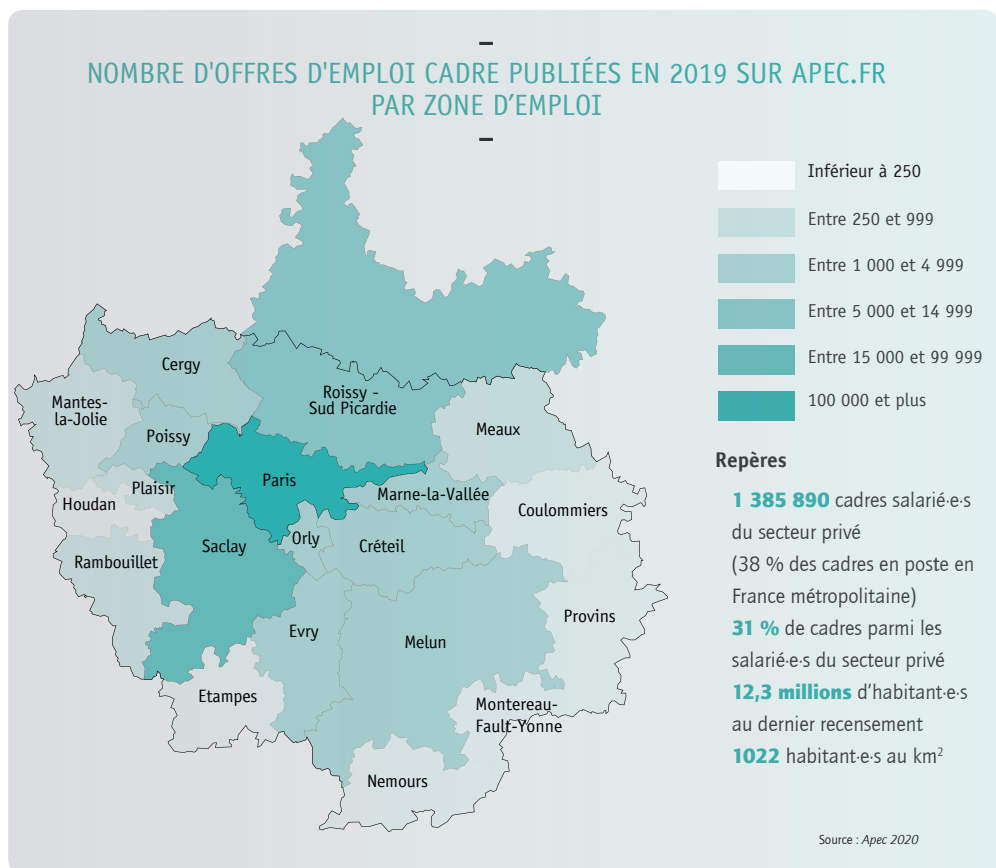 NOMBRE D'OFFRES D'EMPLOI CADRE PUBLIÉES EN 2019 SUR APEC.FR
PAR ZONE D’EMPLOI
Inférieur à 250
Entre 250 et 999
Entre 1 000 et 4 999
Entre 5 000 et 14 999
Entre 15 000 et 99 999
100 000 et plus
Cergy
Mantes-
la-Jolie
Roissy -
Sud Picardie
Poissy
Meaux
Paris
Plaisir
Marne-la-Vallée
Houdan
Coulommiers
Orly
Saclay
Créteil
Rambouillet
Provins
Evry
Melun
Etampes
Montereau-
Fault-Yonne
Nemours
Repères
1 385 890 cadres salarié·e·s
du secteur privé
(38 % des cadres en poste en
France métropolitaine)
31 % de cadres parmi les
salarié·e·s du secteur privé
12,3 millions d’habitant·e·s
au dernier recensement
1022 habitant·e·s au km²
Source : Apec 2020